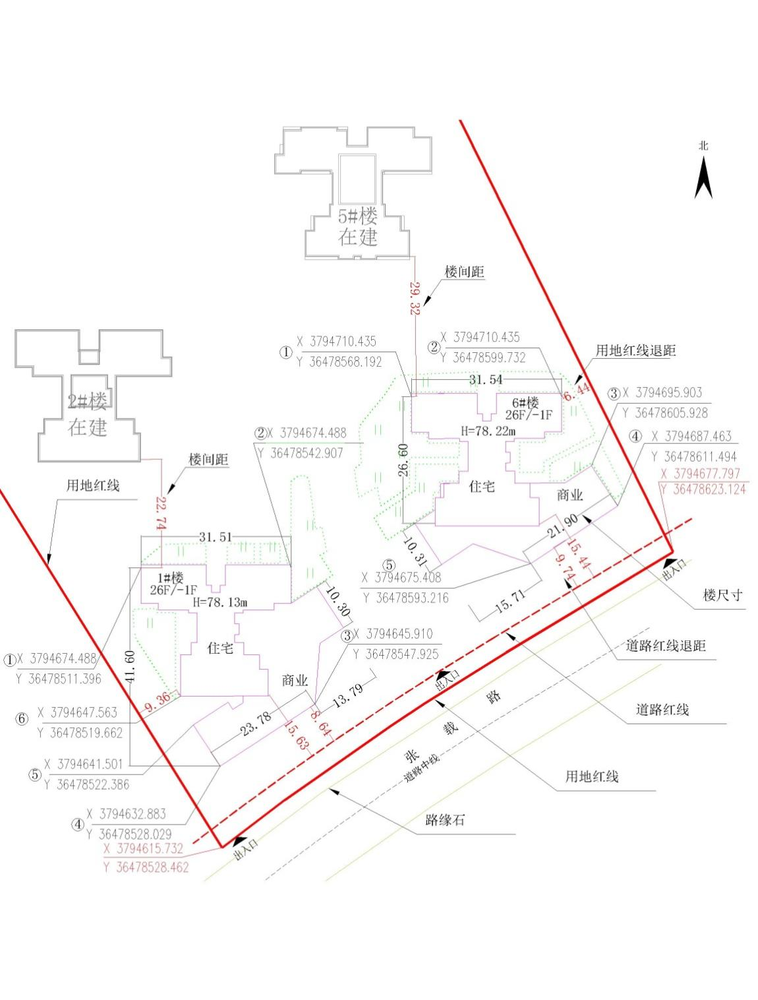 北
5#楼
在建
楼间距
29.32
2#楼
在建
① X 3794710.435
Y 36478568.192
② X 3794710.435
Y 36478599.732
用地红线退距
31.54
6.44
③ X 3794695.903
Y 36478605.928
6#楼
26F/-1F
H=78.22m
④ X 3794687.463
Y 36478611.494
X 3794677.797
Y 36478623.124
26.60
住宅
商业
②X 3794674.488
Y 36478542.907
楼间距
用地红线
22.74
31.51
21.90
15.44
9.74
10.31
⑤
X 3794675.408
Y 36478593.216
出入口
1#楼
26F/-1F
H=78.13m
10.30
15.71
楼尺寸
③X 3794645.910
Y 36478547.925
道路红线退距
住宅
①X 3794674.488
Y 36478511.396
41.60
商业
13.79
出入口
路
9.36
⑥ X 3794647.563
Y 36478519.662
23.78
8.64
15.63
载
道路红线
张
道路中线
⑤ X 3794641.501
Y 36478522.386
用地红线
④ X 3794632.883
Y 36478528.029
路缘石
X 3794615.732
Y 36478528.462
出入口